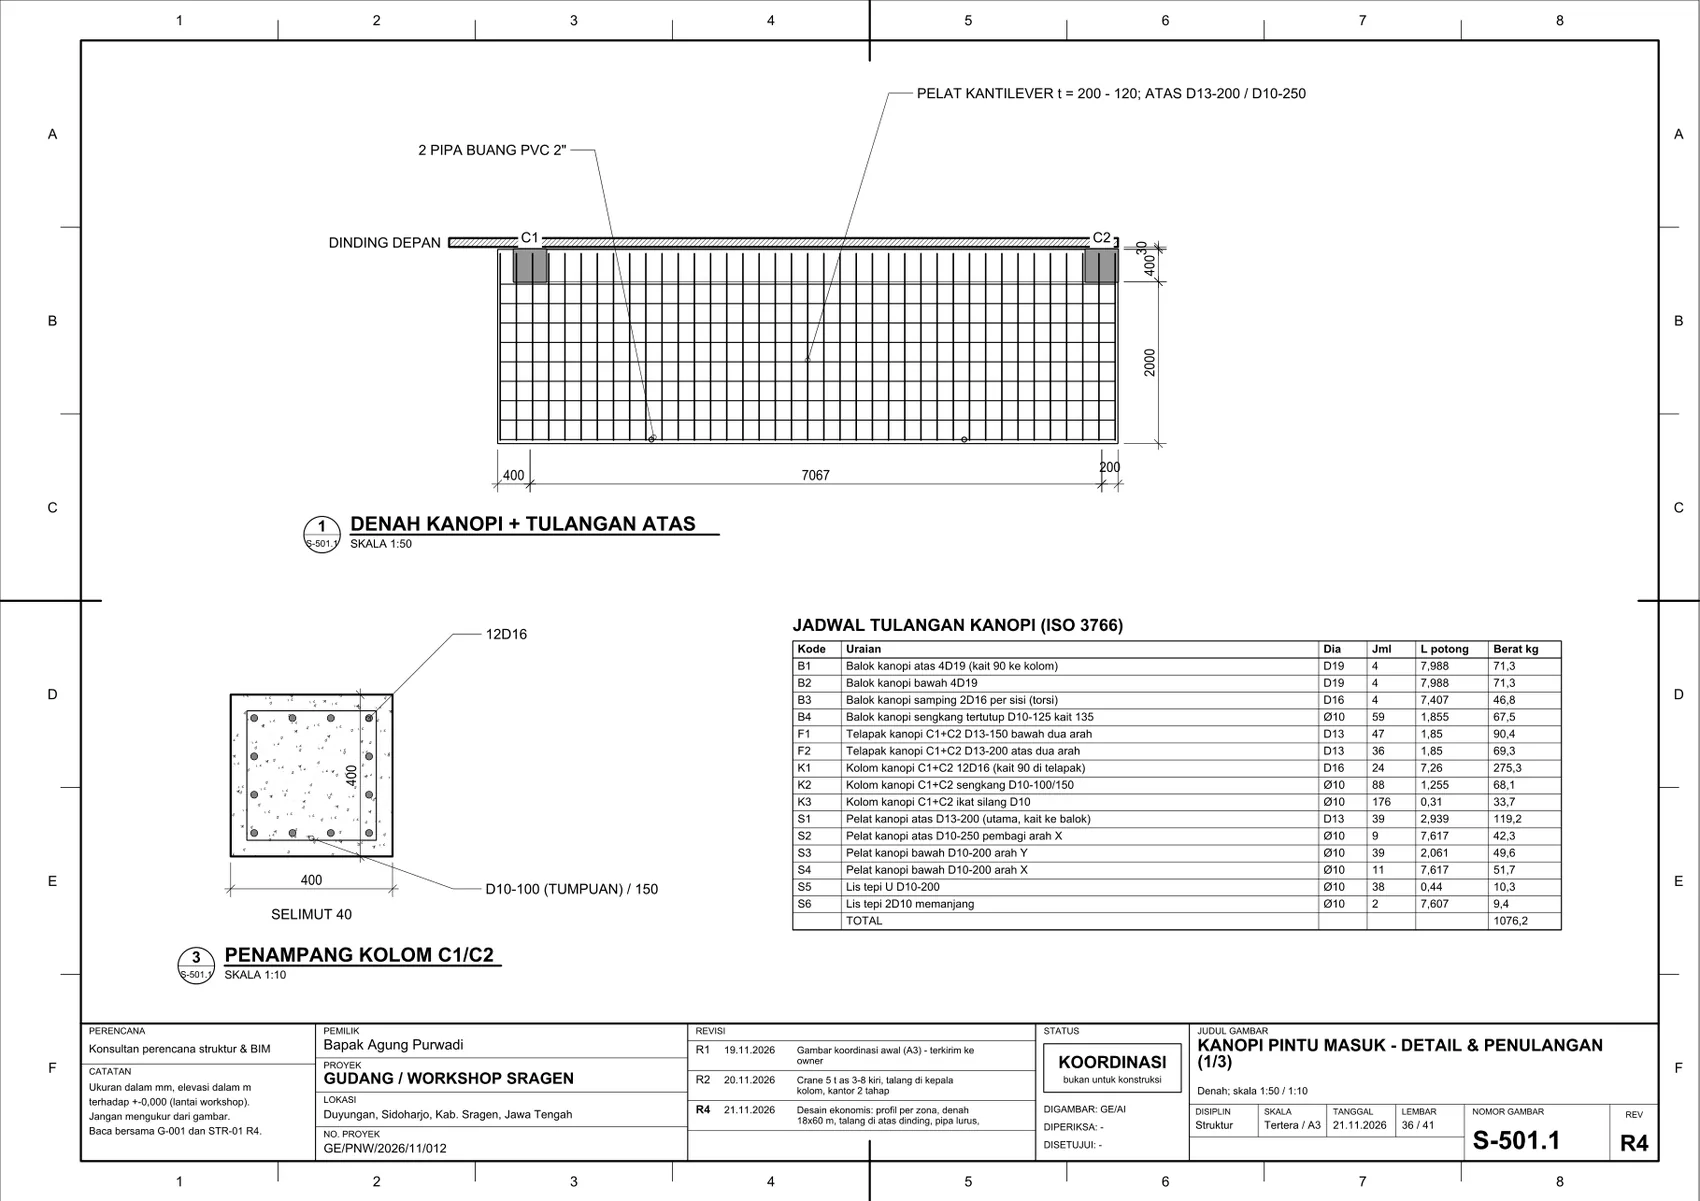 1 2 3 4 5 6 7 8
A A
B B
C C
D D
E E
F F
PELAT KANTILEVER t = 200 - 120; ATAS D13-200 / D10-250
2 PIPA BUANG PVC 2"
DINDING DEPAN
C1
C2
30
400
2000
400
7067
200
1
S-501.1
DENAH KANOPI + TULANGAN ATAS
SKALA 1:50
12D16
400
400
D10-100 (TUMPUAN) / 150
SELIMUT 40
3
S-501.1
PENAMPANG KOLOM C1/C2
SKALA 1:10
JADWAL TULANGAN KANOPI (ISO 3766)
Kode Uraian Dia Jml L potong Berat kg
B1 Balok kanopi atas 4D19 (kait 90 ke kolom) D19 4 7,988 71,3
B2 Balok kanopi bawah 4D19 D19 4 7,988 71,3
B3 Balok kanopi samping 2D16 per sisi (torsi) D16 4 7,407 46,8
B4 Balok kanopi sengkang tertutup D10-125 kait 135 Ø10 59 1,855 67,5
F1 Telapak kanopi C1+C2 D13-150 bawah dua arah D13 47 1,85 90,4
F2 Telapak kanopi C1+C2 D13-200 atas dua arah D13 36 1,85 69,3
K1 Kolom kanopi C1+C2 12D16 (kait 90 di telapak) D16 24 7,26 275,3
K2 Kolom kanopi C1+C2 sengkang D10-100/150 Ø10 88 1,255 68,1
K3 Kolom kanopi C1+C2 ikat silang D10 Ø10 176 0,31 33,7
S1 Pelat kanopi atas D13-200 (utama, kait ke balok) D13 39 2,939 119,2
S2 Pelat kanopi atas D10-250 pembagi arah X Ø10 9 7,617 42,3
S3 Pelat kanopi bawah D10-200 arah Y Ø10 39 2,061 49,6
S4 Pelat kanopi bawah D10-200 arah X Ø10 11 7,617 51,7
S5 Lis tepi U D10-200 Ø10 38 0,44 10,3
S6 Lis tepi 2D10 memanjang Ø10 2 7,607 9,4
TOTAL 1076,2
PERENCANA
Konsultan perencana struktur & BIM
CATATAN
Ukuran dalam mm, elevasi dalam m
terhadap +-0,000 (lantai workshop).
Jangan mengukur dari gambar.
Baca bersama G-001 dan STR-01 R4.
PEMILIK
Bapak Agung Purwadi
PROYEK
GUDANG / WORKSHOP SRAGEN
LOKASI
Duyungan, Sidoharjo, Kab. Sragen, Jawa Tengah
NO. PROYEK
GE/PNW/2026/11/012
REVISI
R1 19.11.2026 Gambar koordinasi awal (A3) - terkirim ke
owner
R2 20.11.2026 Crane 5 t as 3-8 kiri, talang di kepala
kolom, kantor 2 tahap
R4 21.11.2026 Desain ekonomis: profil per zona, denah
18x60 m, talang di atas dinding, pipa lurus,
STATUS
KOORDINASI
bukan untuk konstruksi
DIGAMBAR: GE/AI
DIPERIKSA: -
DISETUJUI: -
JUDUL GAMBAR
KANOPI PINTU MASUK - DETAIL & PENULANGAN
(1/3)
Denah; skala 1:50 / 1:10
DISIPLIN
Struktur
SKALA
Tertera / A3
TANGGAL
21.11.2026
LEMBAR
36 / 41
NOMOR GAMBAR
S-501.1
REV
R4
1 2 3 4 5 6 7 8